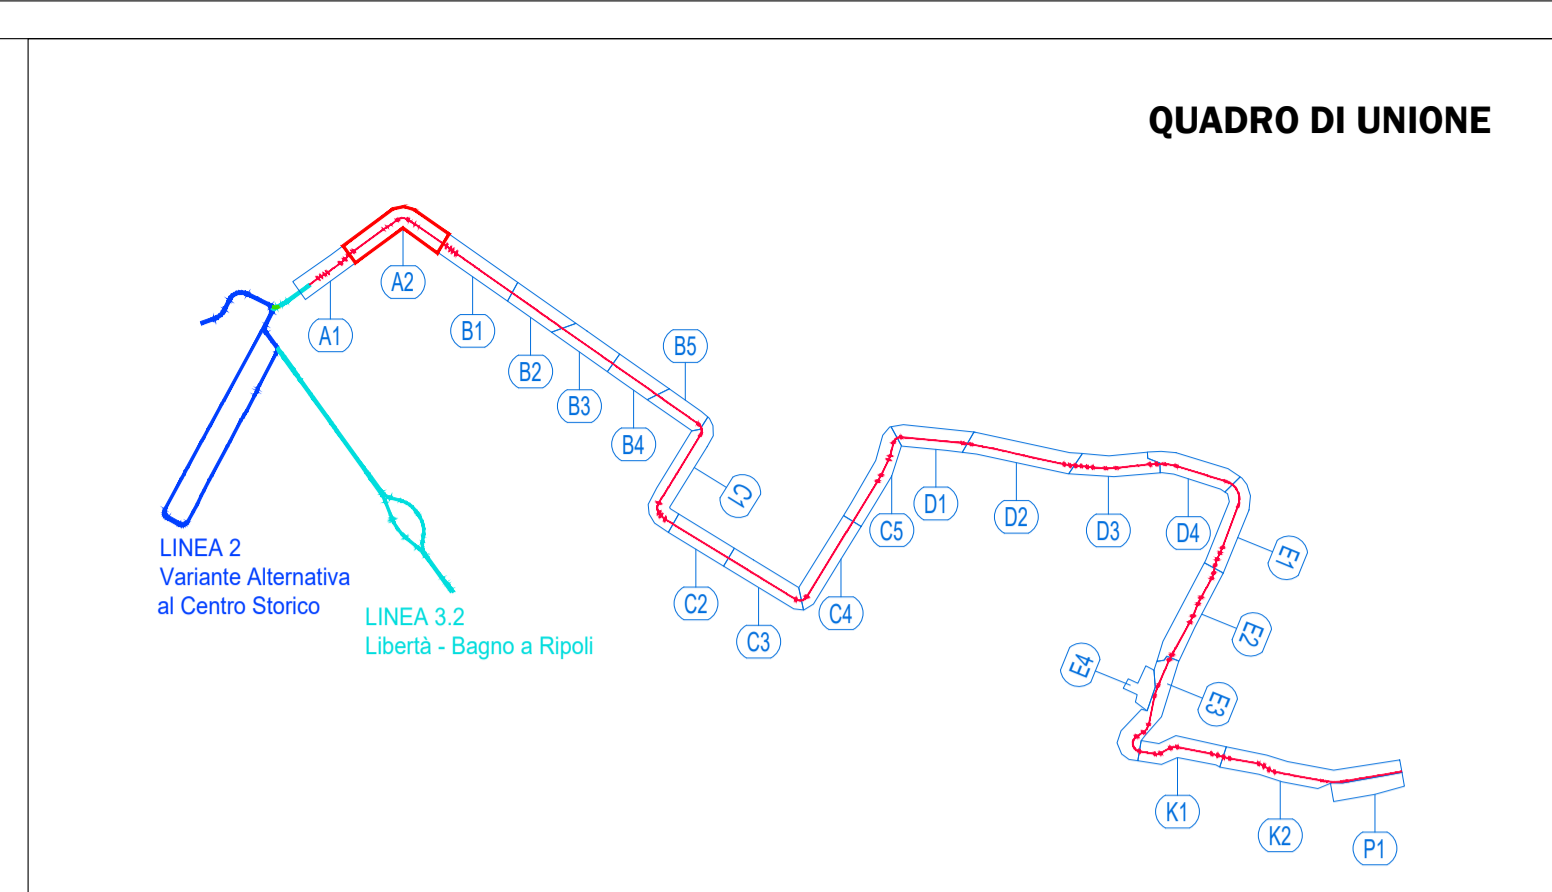 QUADRO DI UNIONE
A2
A1
B1
B5
B2
B3
B4
C1
C5
D1
D2
D3
D4
E1
C2
C3
C4
E2
E4
E3
K1
K2
P1
LINEA 2
Variante Alternativa
al Centro Storico
LINEA 3.2
Libertà - Bagno a Ripoli